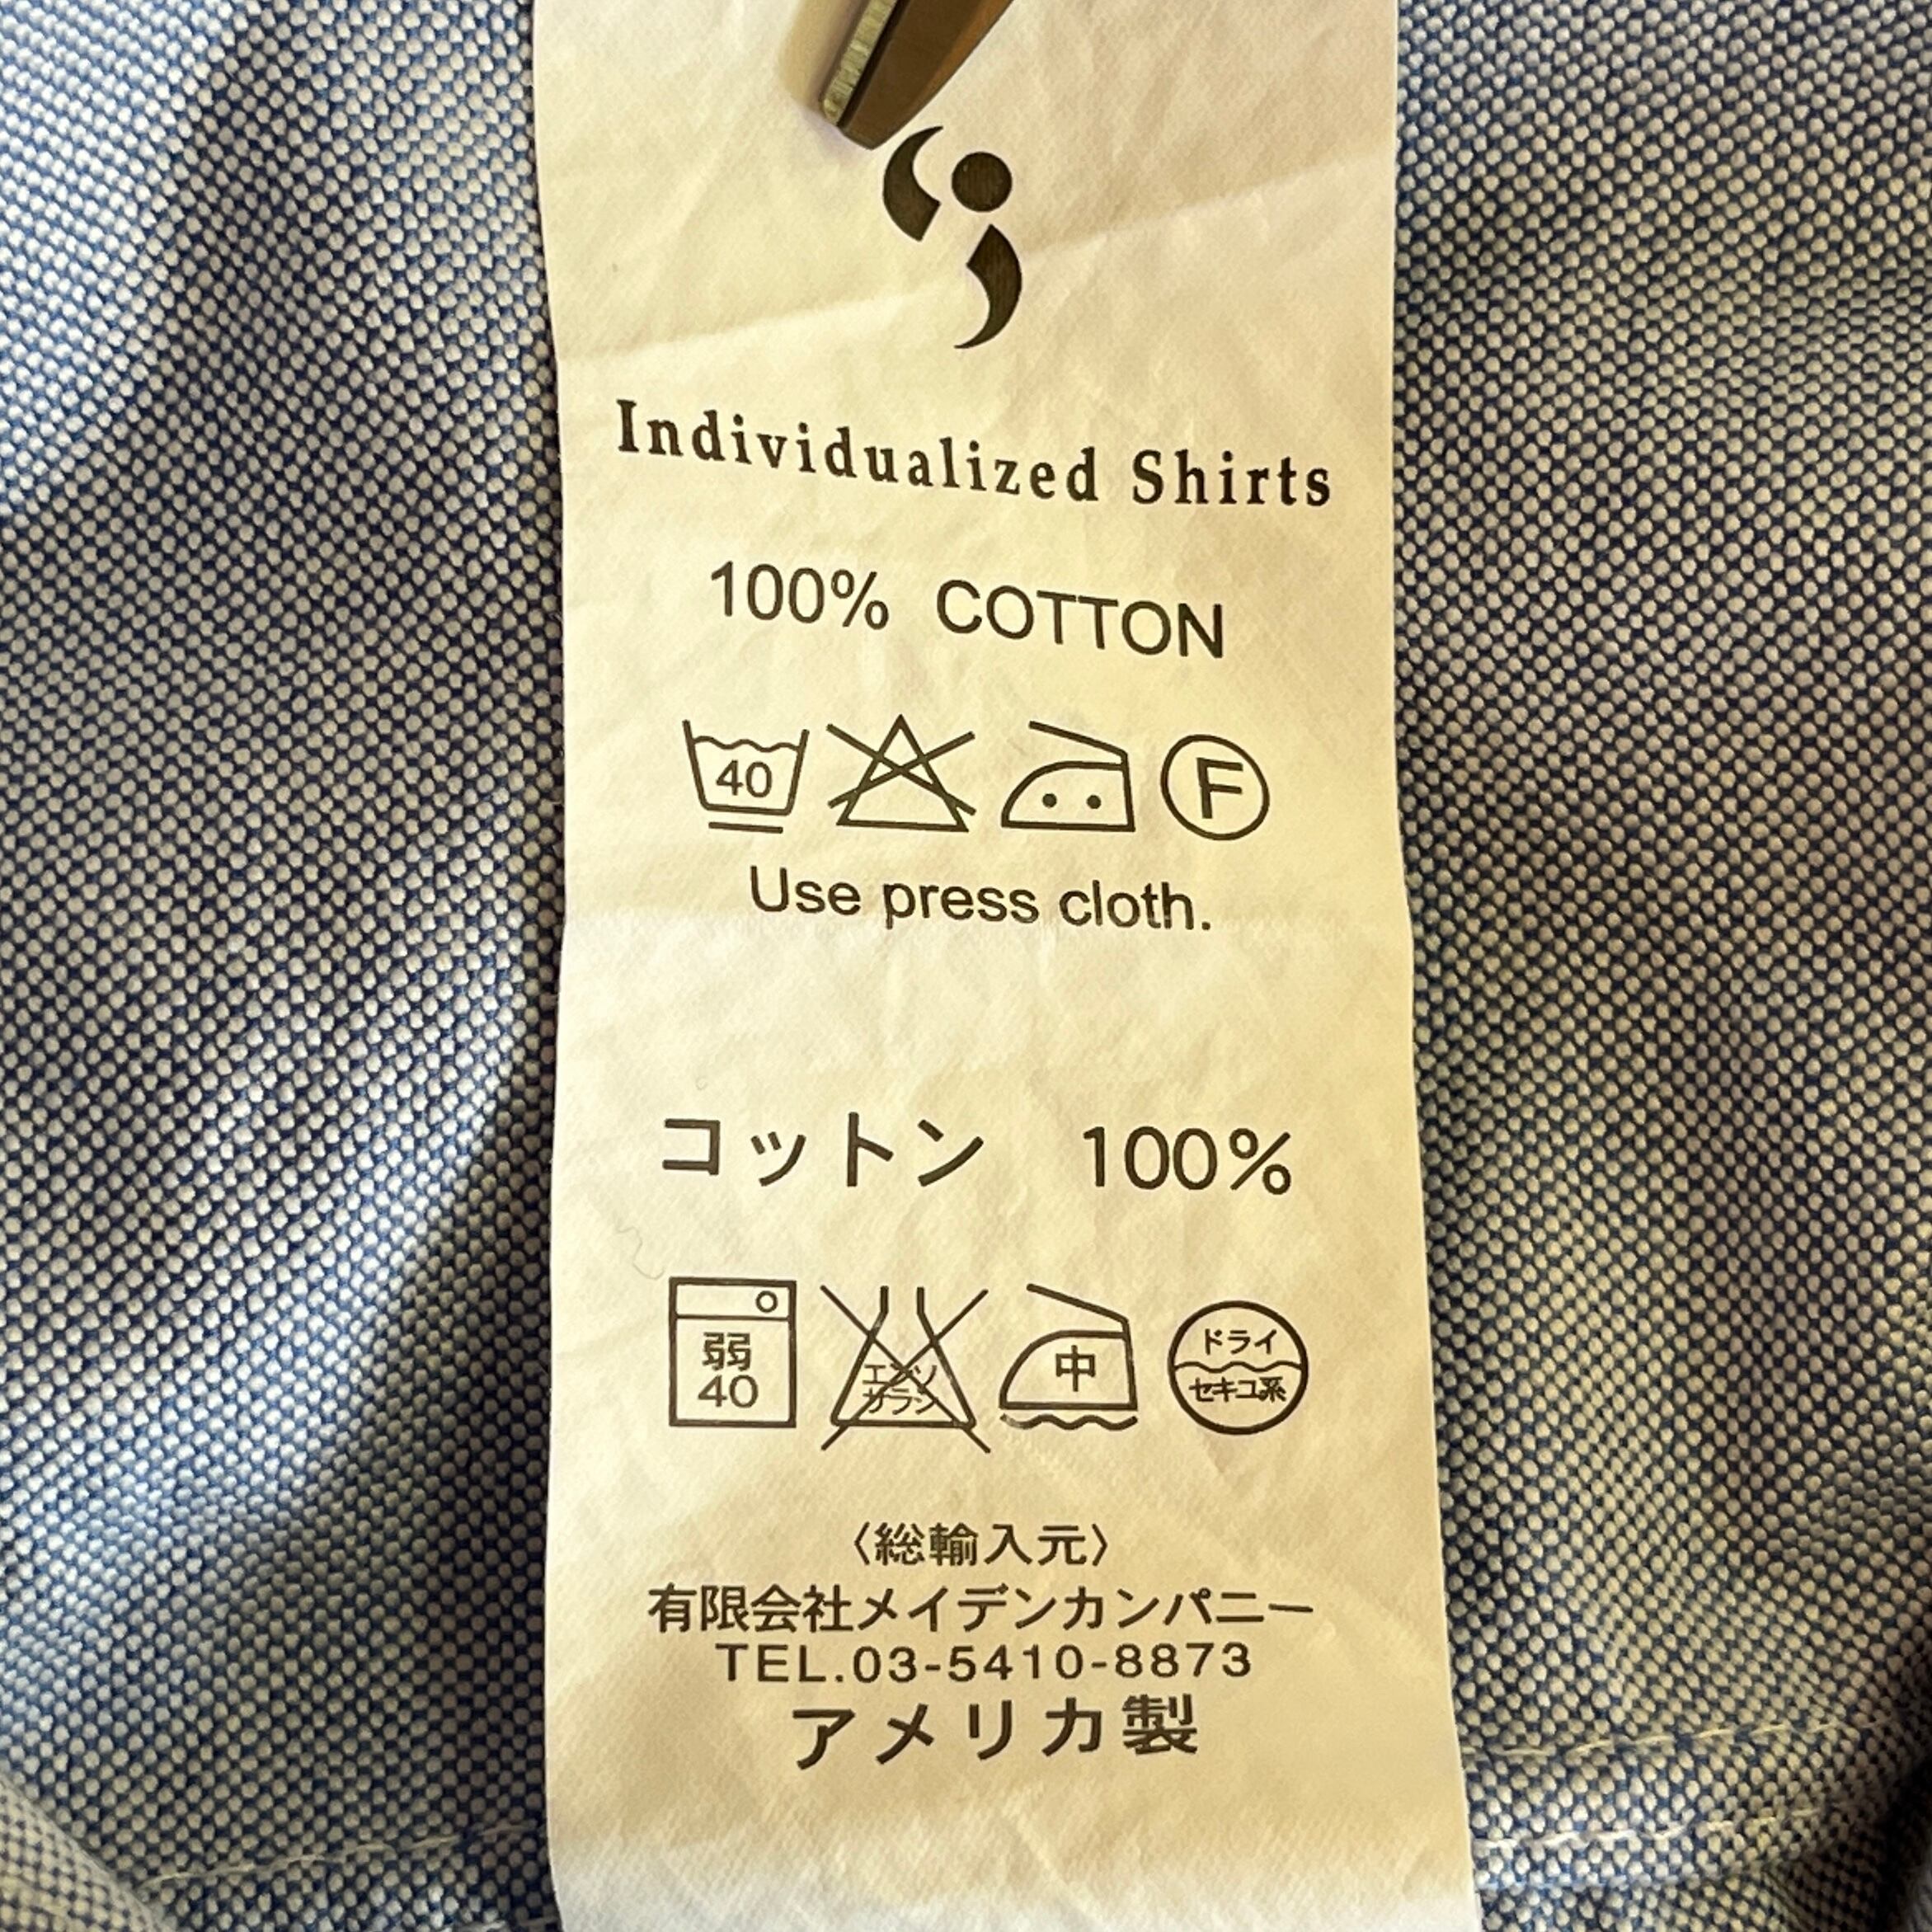 Individualized Shirts
100% COTTON
40
F
Use press cloth.
コットン 100%
弱
40
エンソ
サラシ
中
ドライ
セキユ系
〈総輸入元〉
有限会社メイデンカンパニー
TEL.03-5410-8873
アメリカ製